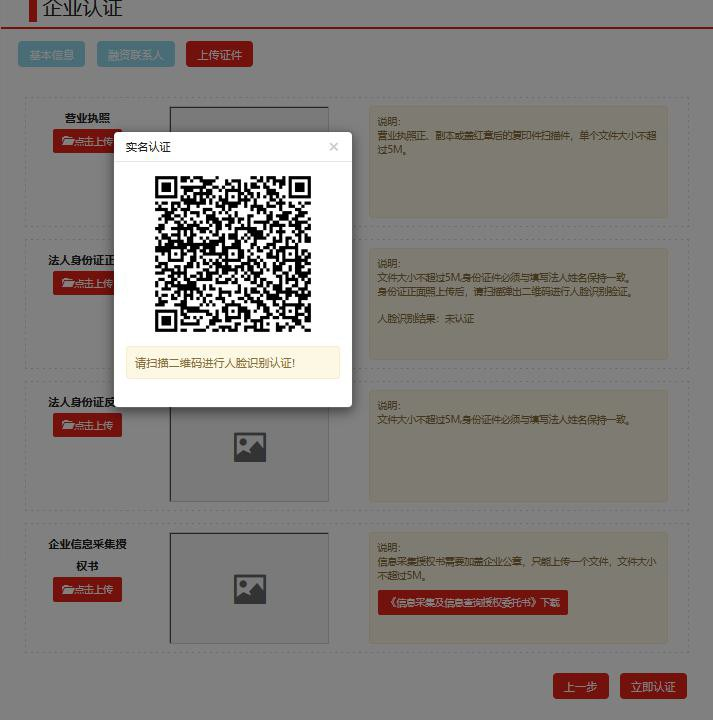 企业认证
基本信息
融资联系人
上传证件
营业执照
点击上传
说明:
营业执照正、副本或盖红章后的复印件扫描件，单个文件大小不超
过5M。
实名认证
×
请扫描二维码进行人脸识别认证!
法人身份证正
点击上传
说明:
文件大小不超过5M,身份证件必须与填写法人姓名保持一致。
身份证正面照上传后，请扫描弹出二维码进行人脸识别验证。
人脸识别结果：未认证
法人身份证反
点击上传
说明:
文件大小不超过5M,身份证件必须与填写法人姓名保持一致。
企业信息采集授
权书
点击上传
说明:
信息采集授权书需要加盖企业公章，只能上传一个文件，文件大小
不超过5M。
《信息采集及信息查询授权委托书》下载
上一步
立即认证